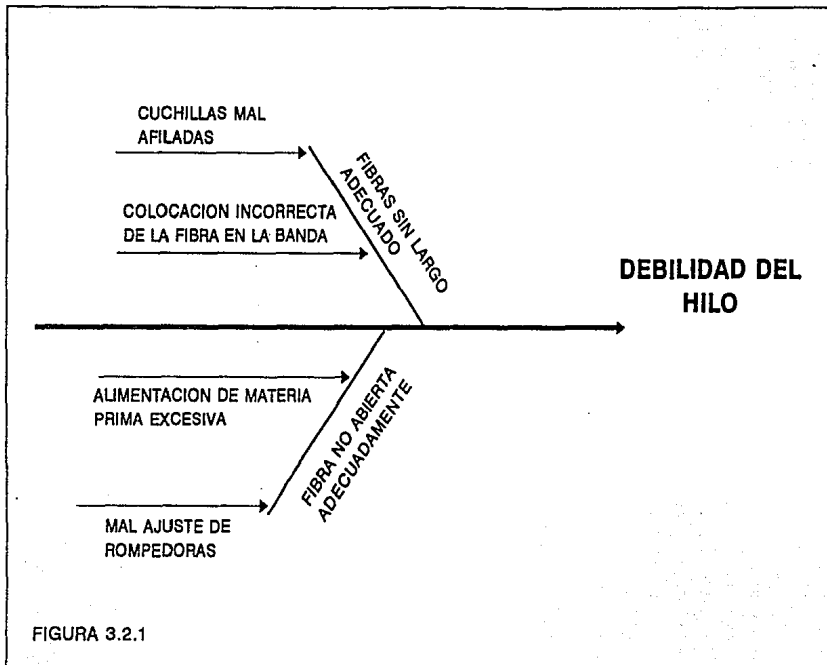 CUCHILLAS MAL
AFILADAS
FIBRAS SIN LARGO
ADECUADO
COLOCACION INCORRECTA
DE LA FIBRA EN LA BANDA
DEBILIDAD DEL
HILO
ALIMENTACION DE MATERIA
PRIMA EXCESIVA
FIBRA NO ABIERTA
ADECUADAMENTE
MAL AJUSTE DE
ROMPEDORAS
FIGURA 3.2.1